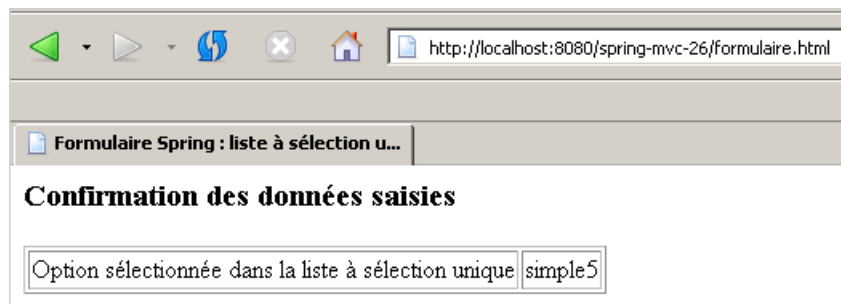 http://localhost:8080/spring-mvc-26/formulaire.html
Formulaire Spring : liste à sélection u...
Confirmation des données saisies
Option sélectionnée dans la liste à sélection unique simple5